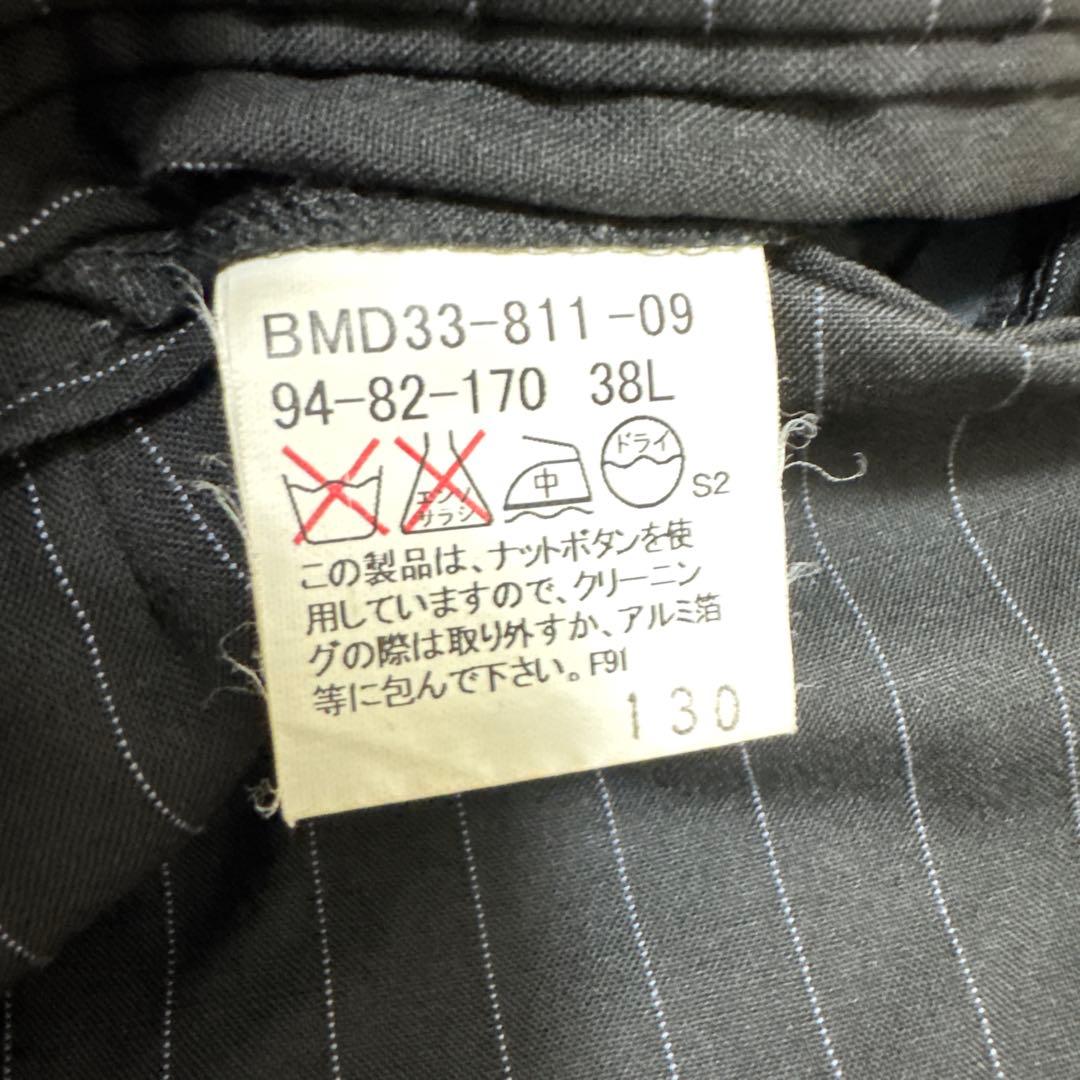 BMD33-811-09
94-82-170 38L
エンソ
サラシ
中
ドライ
S2
この製品は、ナットボタンを使
用していますので、クリーニン
グの際は取り外すか、アルミ箔
等に包んで下さい。F91
130